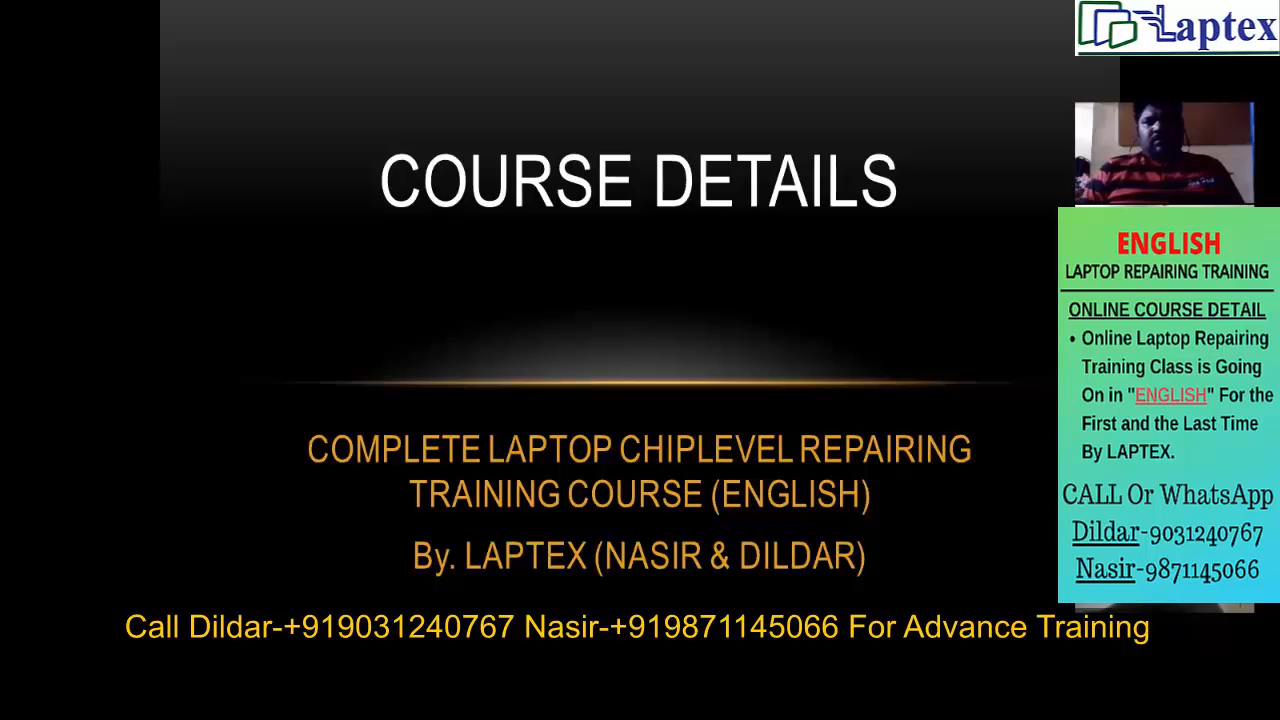 Laptex
COURSE DETAILS
COMPLETE LAPTOP CHIPLEVEL REPAIRING
TRAINING COURSE (ENGLISH)
By. LAPTEX (NASIR & DILDAR)
Call Dildar-+919031240767 Nasir-+919871145066 For Advance Training
ENGLISH
LAPTOP REPAIRING TRAINING
ONLINE COURSE DETAIL
• Online Laptop Repairing
Training Class is Going
On in "ENGLISH" For the
First and the Last Time
By LAPTEX.
CALL Or WhatsApp
Dildar-9031240767
Nasir-9871145066